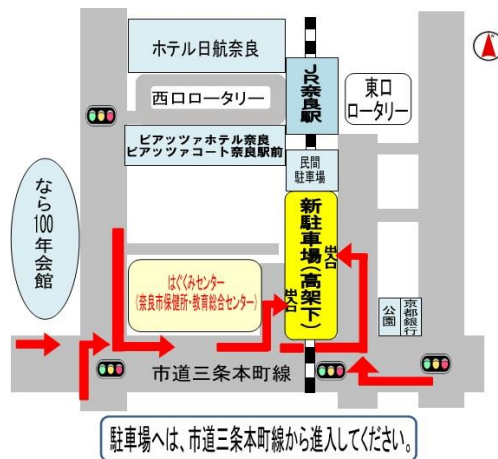 ホテル日航奈良
JR奈良駅
西口ロータリー
東口
ロータリー
ピアッツァホテル奈良
ピアッツァコート奈良駅前
民間
駐車場
なら100年会館
新駐車場(高架下)
出入口
出入口
はぐくみセンター
(奈良市保健所・教育総合センター)
公園
京都銀行
市道三条本町線
駐車場へは、市道三条本町線から進入してください。